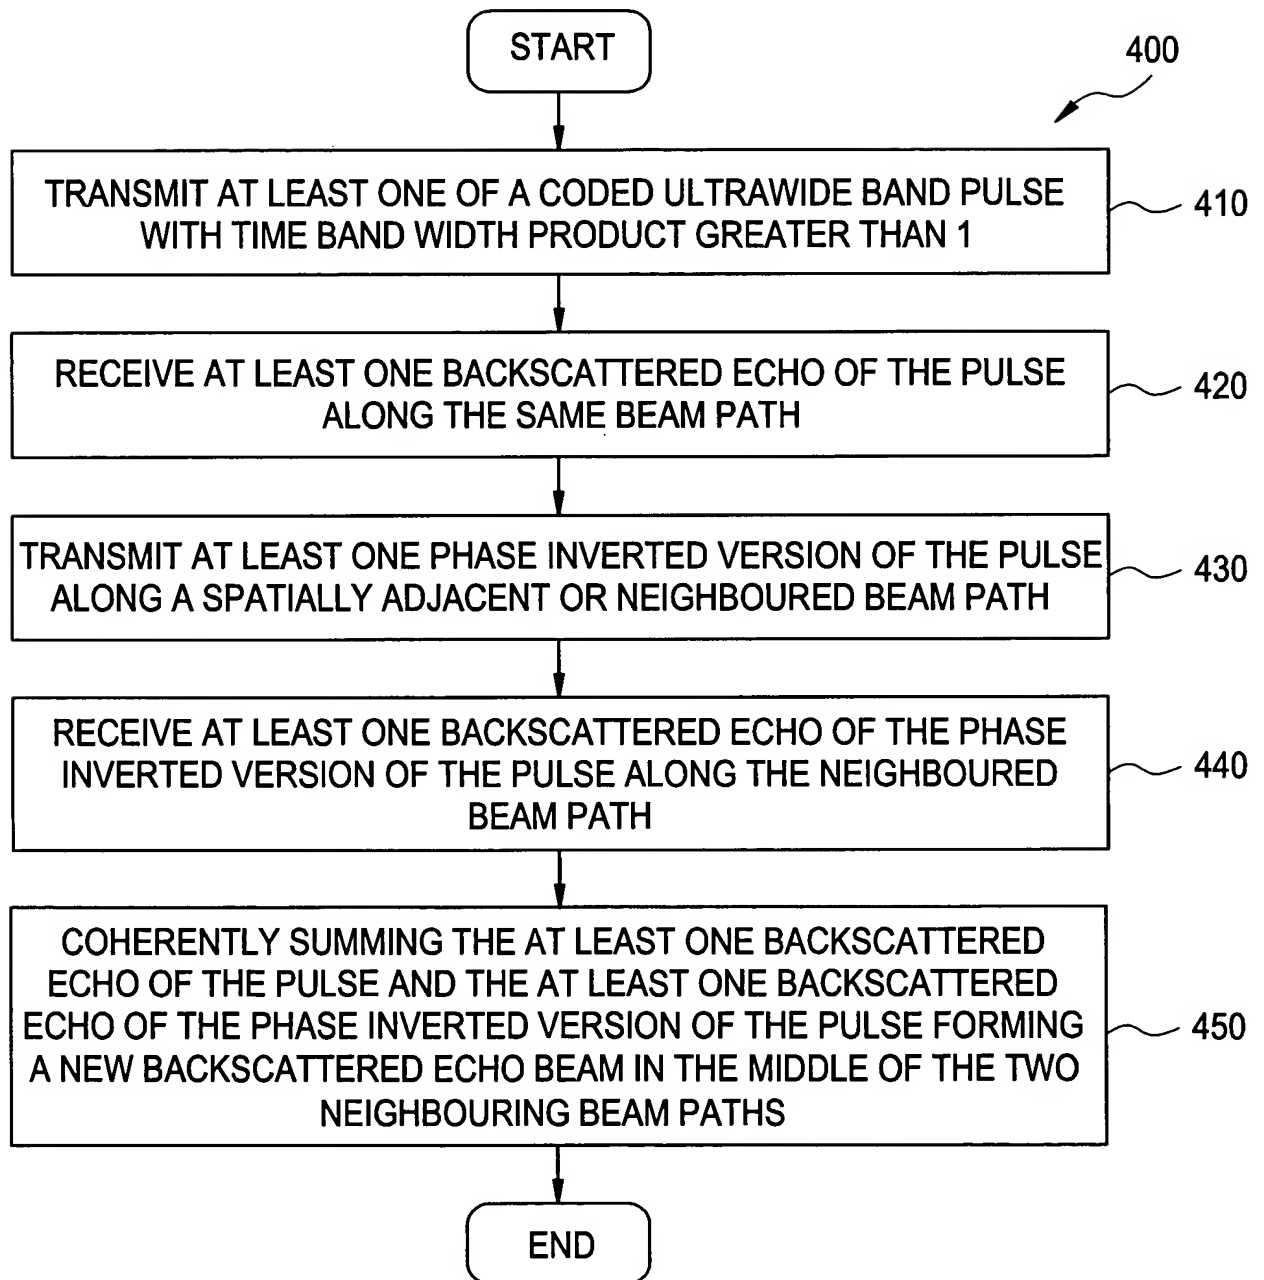 START
400
TRANSMIT AT LEAST ONE OF A CODED ULTRAWIDE BAND PULSE
WITH TIME BAND WIDTH PRODUCT GREATER THAN 1
410
RECEIVE AT LEAST ONE BACKSCATTERED ECHO OF THE PULSE
ALONG THE SAME BEAM PATH
420
TRANSMIT AT LEAST ONE PHASE INVERTED VERSION OF THE PULSE
ALONG A SPATIALLY ADJACENT OR NEIGHBOURED BEAM PATH
430
RECEIVE AT LEAST ONE BACKSCATTERED ECHO OF THE PHASE
INVERTED VERSION OF THE PULSE ALONG THE NEIGHBOURED
BEAM PATH
440
COHERENTLY SUMMING THE AT LEAST ONE BACKSCATTERED
ECHO OF THE PULSE AND THE AT LEAST ONE BACKSCATTERED
ECHO OF THE PHASE INVERTED VERSION OF THE PULSE FORMING
A NEW BACKSCATTERED ECHO BEAM IN THE MIDDLE OF THE TWO
NEIGHBOURING BEAM PATHS
450
END